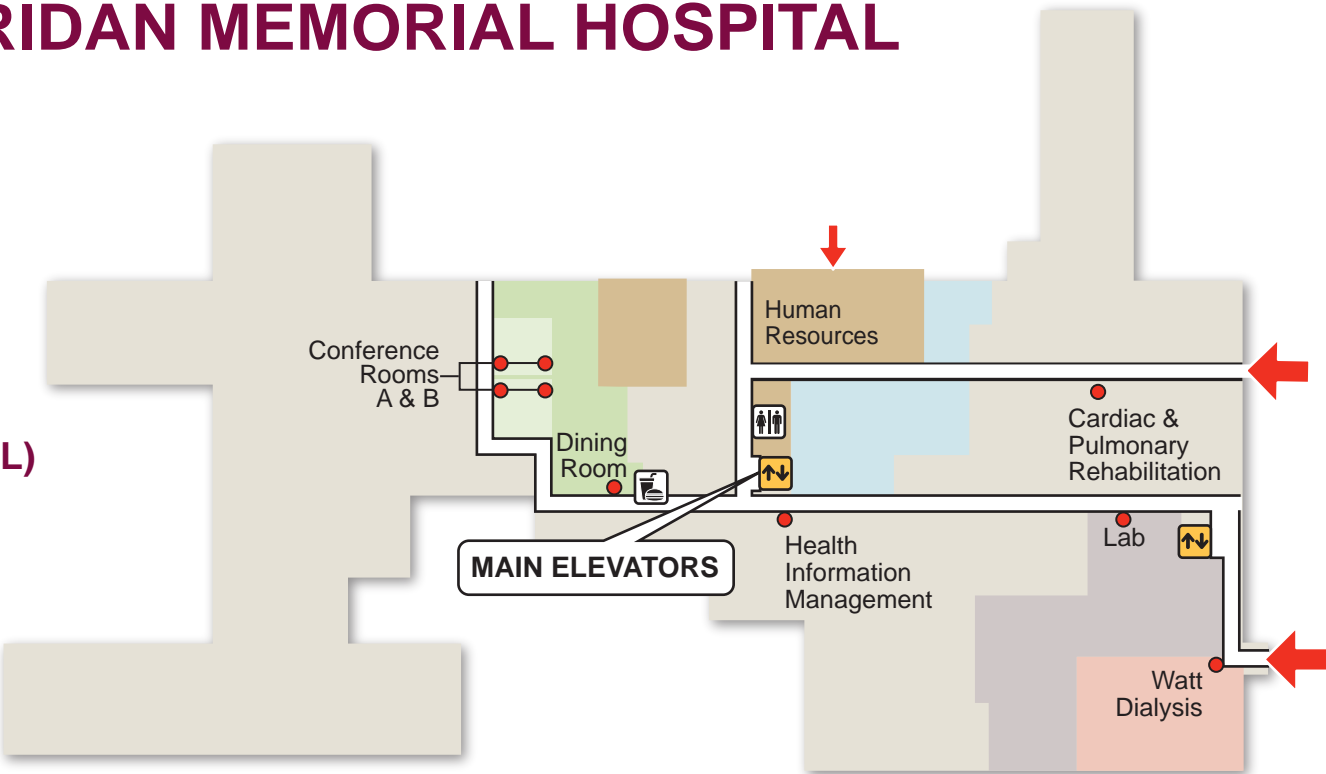 RIDAN MEMORIAL HOSPITAL
Human
Resources
Conference
Rooms
A & B
Cardiac &
Pulmonary
Rehabilitation
L)
Dining
Room
MAIN ELEVATORS
Health
Information
Management
Lab
Watt
Dialysis